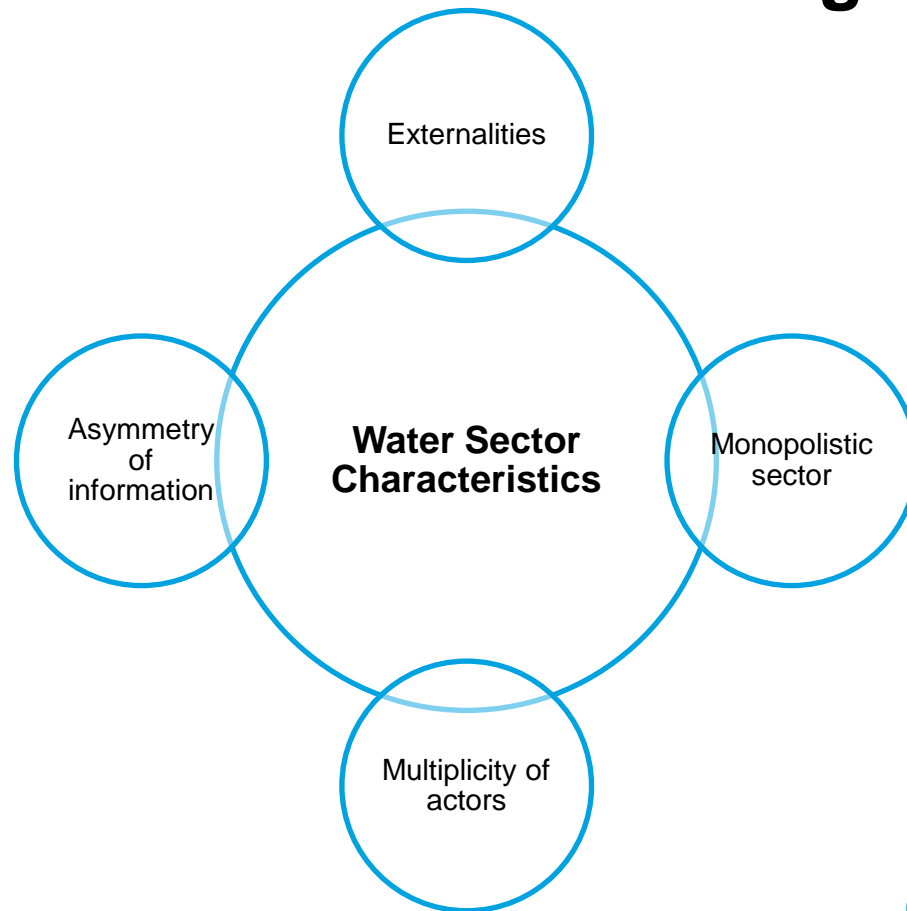 Externalities
Asymmetry
of
information
Water Sector
Characteristics
Monopolistic
sector
Multiplicity of
actors